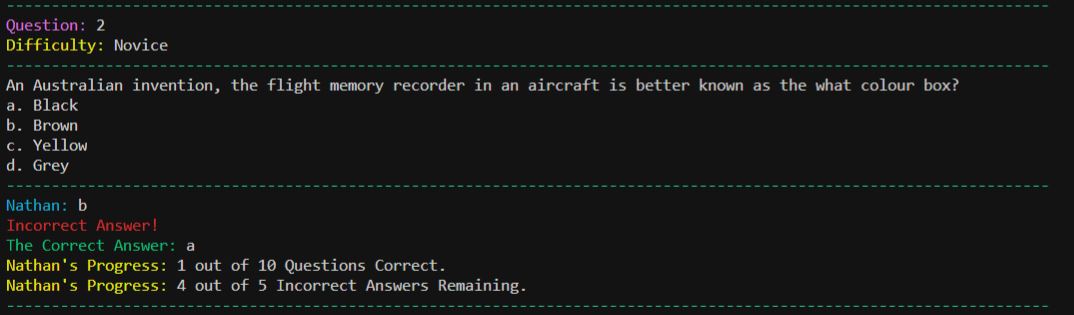 Question: 2
Difficulty: Novice
An Australian invention, the flight memory recorder in an aircraft is better known as the what colour box?
a. Black
b. Brown
c. Yellow
d. Grey
Nathan: b
Incorrect Answer!
The Correct Answer: a
Nathan's Progress: 1 out of 10 Questions Correct.
Nathan's Progress: 4 out of 5 Incorrect Answers Remaining.